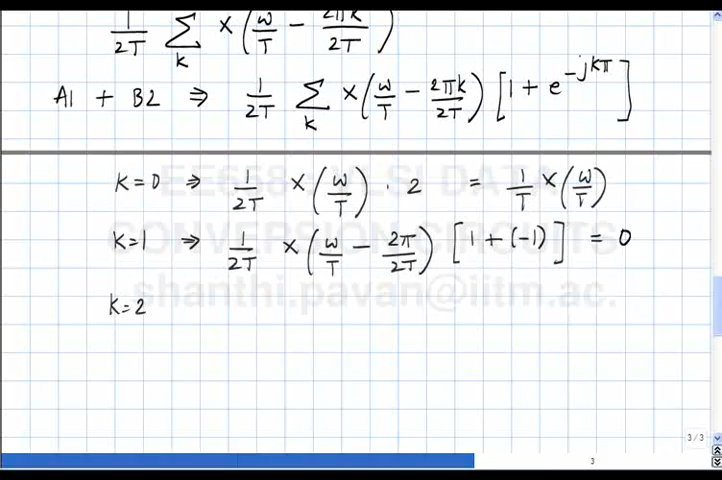 1/2T Σ_k X(ω/T − 2πk/2T)
A1 + B2 ⇒ 1/2T Σ_k X(ω/T − 2πk/2T) [1 + e^{−jkπ}]
K=0 ⇒ 1/2T X(ω/T) · 2 = 1/T X(ω/T)
K=1 ⇒ 1/2T X(ω/T − 2π/2T) [1 + (−1)] = 0
K=2
EE658 : VLSI DATA
CONVERSION CIRCUITS
shanthi.pavan@iitm.ac.
3/3
3